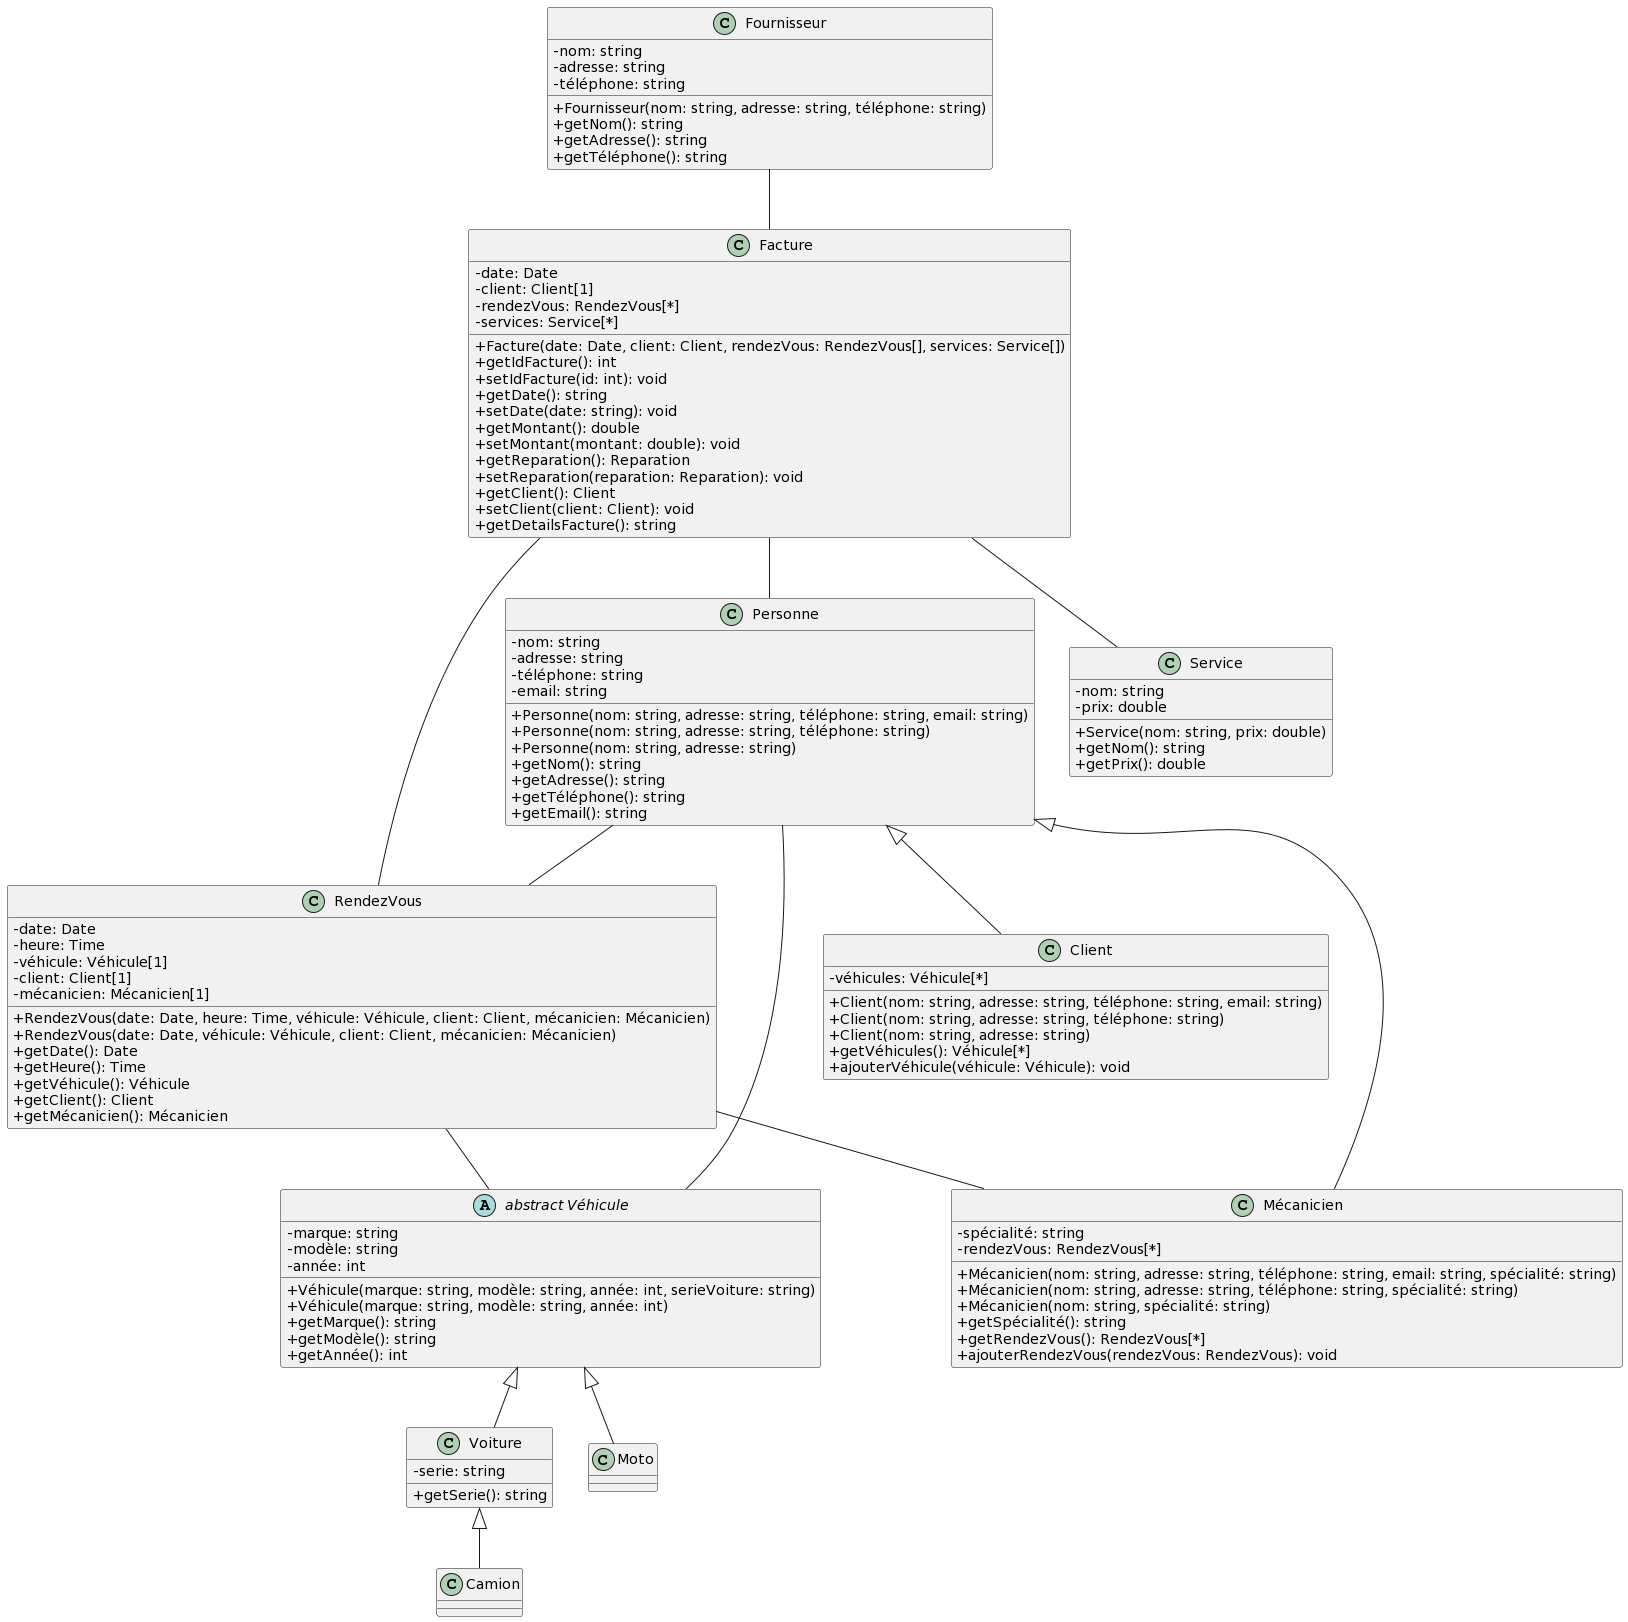 C Fournisseur
-nom: string
-adresse: string
-téléphone: string
+Fournisseur(nom: string, adresse: string, téléphone: string)
+getNom(): string
+getAdresse(): string
+getTéléphone(): string
C Facture
-date: Date
-client: Client[1]
-rendezVous: RendezVous[*]
-services: Service[*]
+Facture(date: Date, client: Client, rendezVous: RendezVous[], services: Service[])
+getIdFacture(): int
+setIdFacture(id: int): void
+getDate(): string
+setDate(date: string): void
+getMontant(): double
+setMontant(montant: double): void
+getReparation(): Reparation
+setReparation(reparation: Reparation): void
+getClient(): Client
+setClient(client: Client): void
+getDetailsFacture(): string
C Personne
-nom: string
-adresse: string
-téléphone: string
-email: string
+Personne(nom: string, adresse: string, téléphone: string, email: string)
+Personne(nom: string, adresse: string, téléphone: string)
+Personne(nom: string, adresse: string)
+getNom(): string
+getAdresse(): string
+getTéléphone(): string
+getEmail(): string
C Service
-nom: string
-prix: double
+Service(nom: string, prix: double)
+getNom(): string
+getPrix(): double
C RendezVous
-date: Date
-heure: Time
-véhicule: Véhicule[1]
-client: Client[1]
-mécanicien: Mécanicien[1]
+RendezVous(date: Date, heure: Time, véhicule: Véhicule, client: Client, mécanicien: Mécanicien)
+RendezVous(date: Date, véhicule: Véhicule, client: Client, mécanicien: Mécanicien)
+getDate(): Date
+getHeure(): Time
+getVéhicule(): Véhicule
+getClient(): Client
+getMécanicien(): Mécanicien
C Client
-véhicules: Véhicule[*]
+Client(nom: string, adresse: string, téléphone: string, email: string)
+Client(nom: string, adresse: string, téléphone: string)
+Client(nom: string, adresse: string)
+getVéhicules(): Véhicule[*]
+ajouterVéhicule(véhicule: Véhicule): void
A abstract Véhicule
-marque: string
-modèle: string
-année: int
+Véhicule(marque: string, modèle: string, année: int, serieVoiture: string)
+Véhicule(marque: string, modèle: string, année: int)
+getMarque(): string
+getModèle(): string
+getAnnée(): int
C Mécanicien
-spécialité: string
-rendezVous: RendezVous[*]
+Mécanicien(nom: string, adresse: string, téléphone: string, email: string, spécialité: string)
+Mécanicien(nom: string, adresse: string, téléphone: string, spécialité: string)
+Mécanicien(nom: string, spécialité: string)
+getSpécialité(): string
+getRendezVous(): RendezVous[*]
+ajouterRendezVous(rendezVous: RendezVous): void
C Voiture
-serie: string
+getSerie(): string
C Moto
C Camion